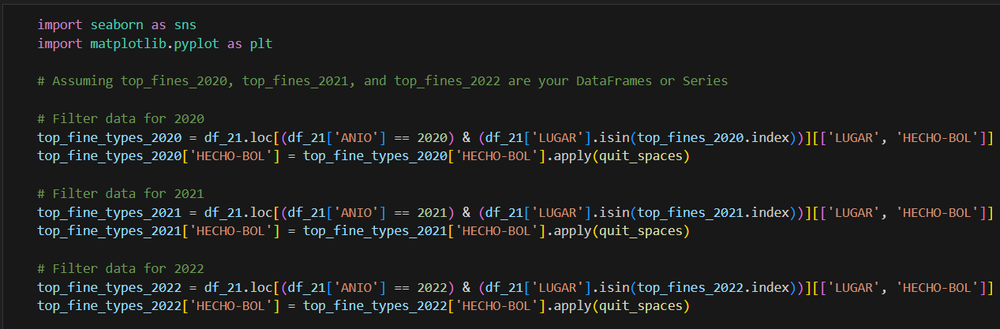 import seaborn as sns
import matplotlib.pyplot as plt
# Assuming top_fines_2020, top_fines_2021, and top_fines_2022 are your DataFrames or Series
# Filter data for 2020
top_fine_types_2020 = df_21.loc[(df_21['ANIO'] == 2020) & (df_21['LUGAR'].isin(top_fines_2020.index))][['LUGAR', 'HECHO-BOL']]
top_fine_types_2020['HECHO-BOL'] = top_fine_types_2020['HECHO-BOL'].apply(quit_spaces)
# Filter data for 2021
top_fine_types_2021 = df_21.loc[(df_21['ANIO'] == 2021) & (df_21['LUGAR'].isin(top_fines_2021.index))][['LUGAR', 'HECHO-BOL']]
top_fine_types_2021['HECHO-BOL'] = top_fine_types_2021['HECHO-BOL'].apply(quit_spaces)
# Filter data for 2022
top_fine_types_2022 = df_21.loc[(df_21['ANIO'] == 2022) & (df_21['LUGAR'].isin(top_fines_2022.index))][['LUGAR', 'HECHO-BOL']]
top_fine_types_2022['HECHO-BOL'] = top_fine_types_2022['HECHO-BOL'].apply(quit_spaces)